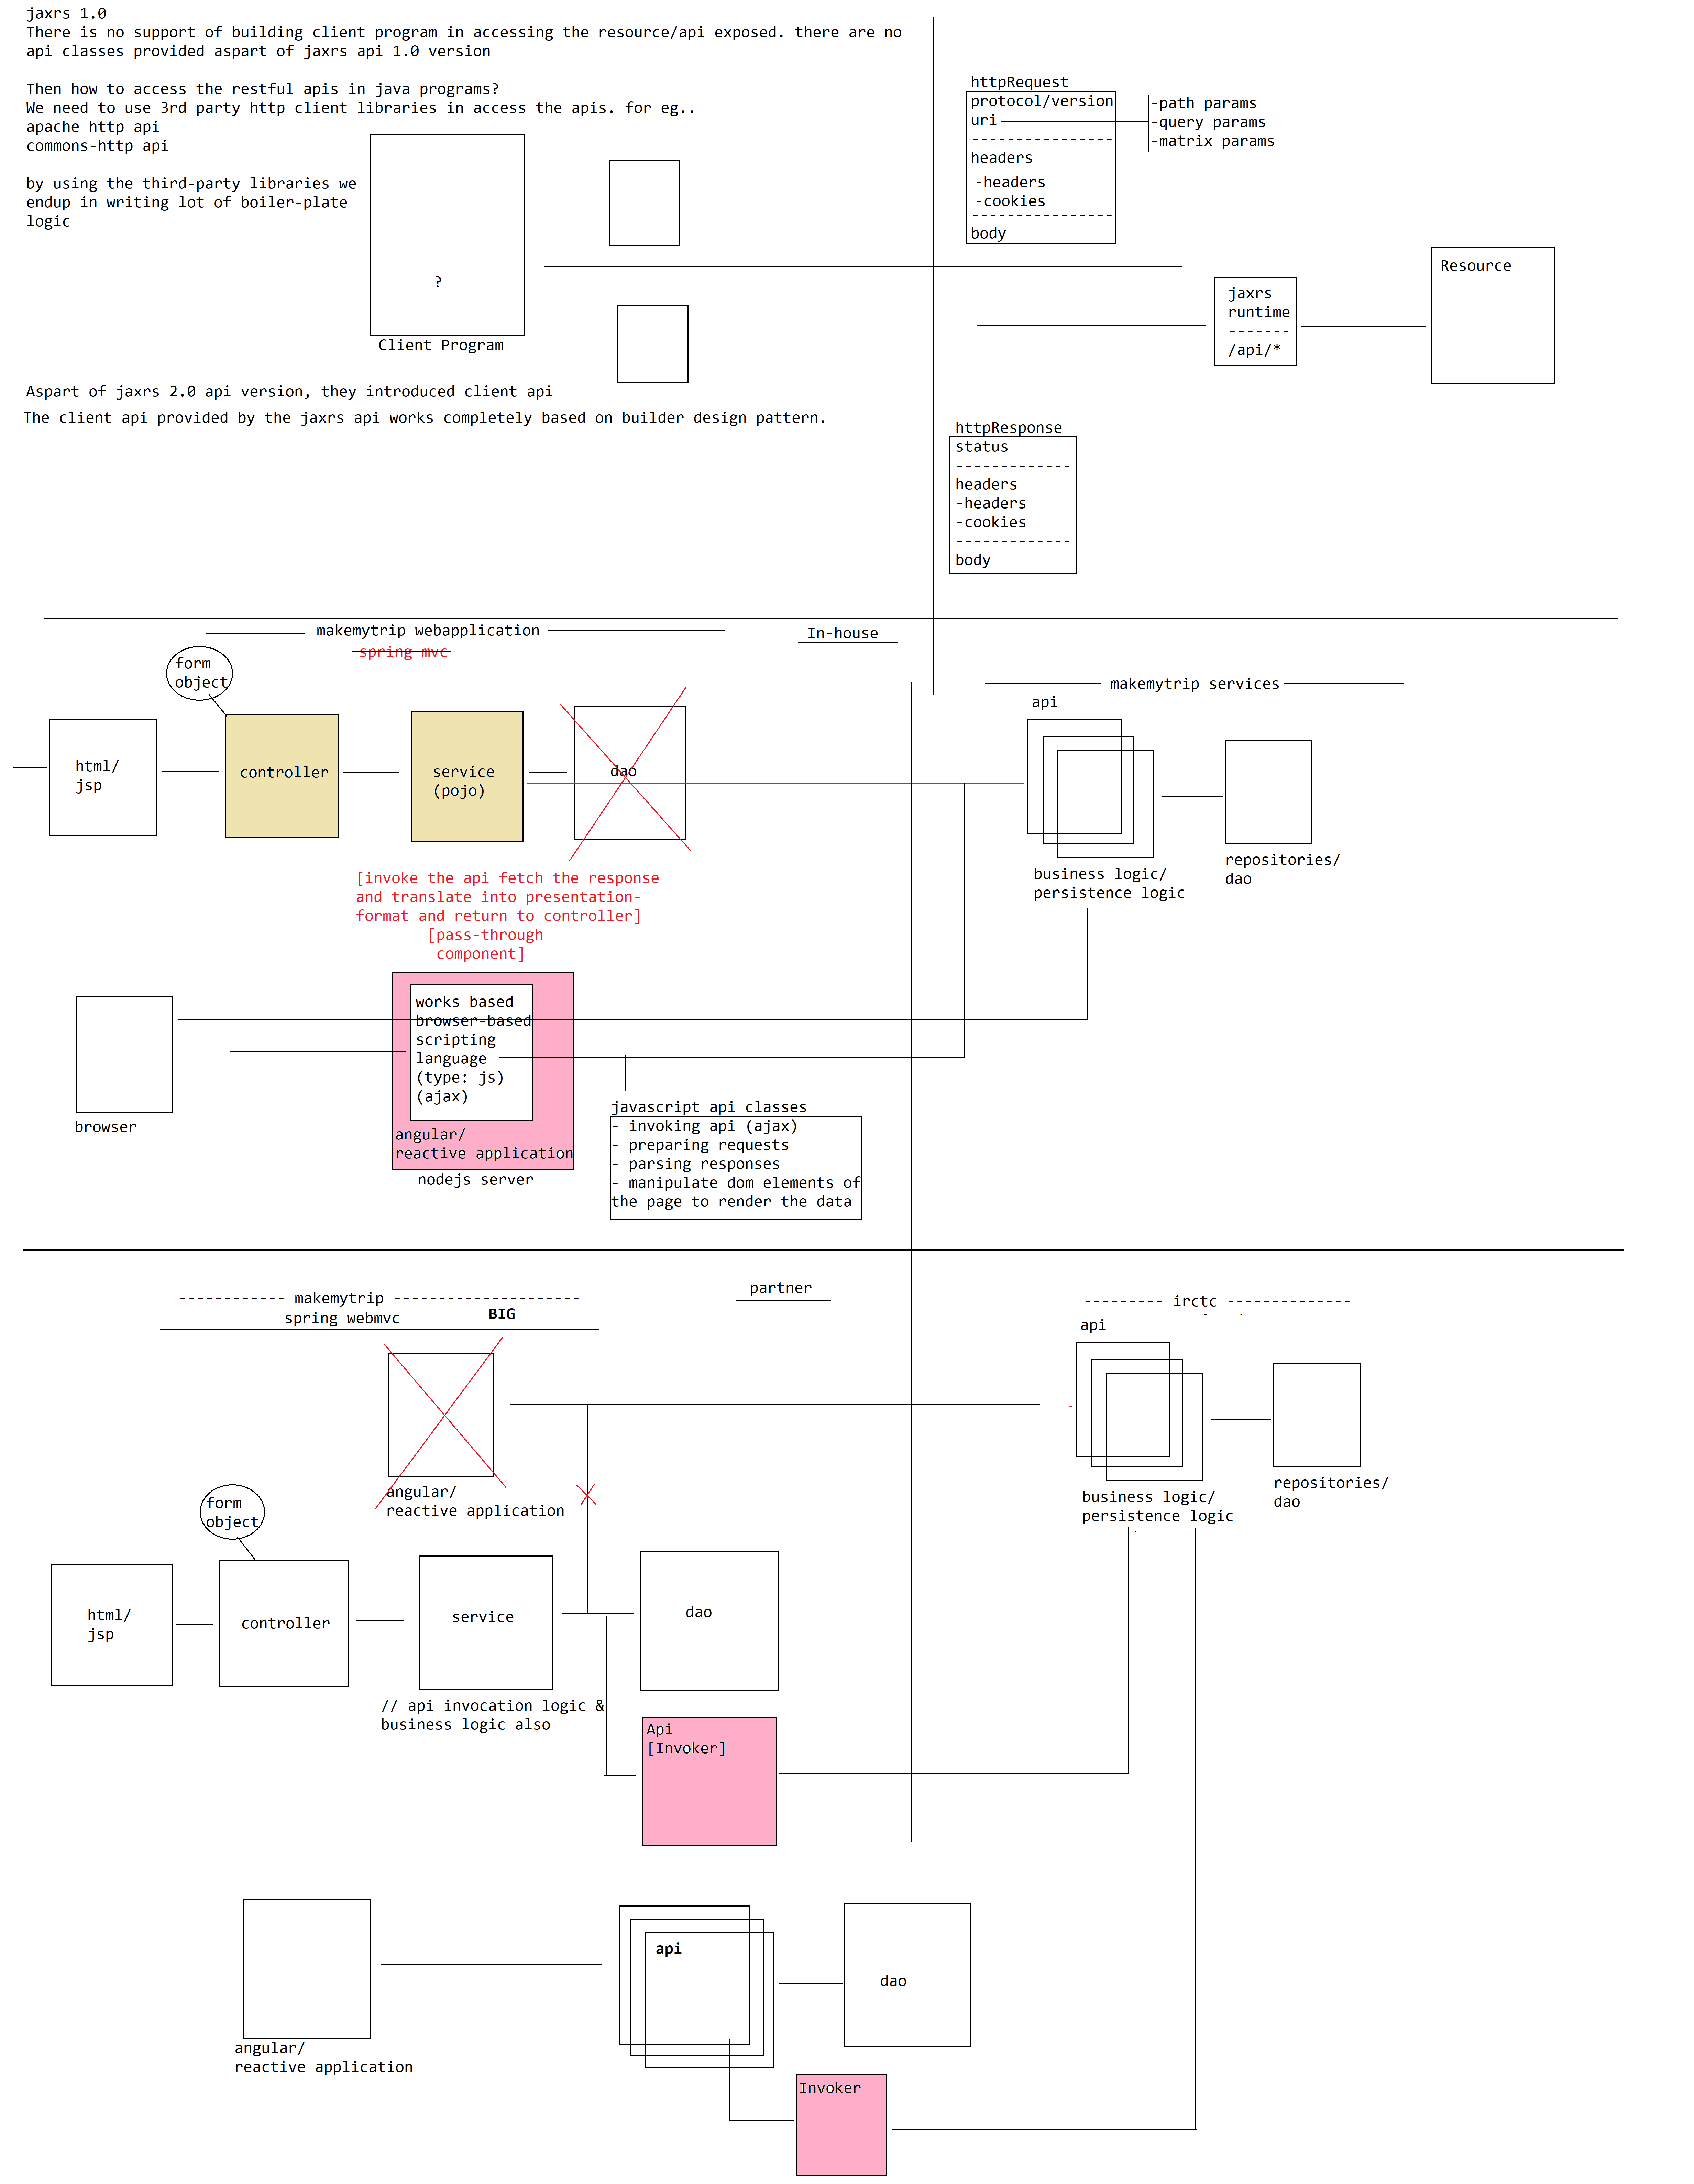 jaxrs 1.0
There is no support of building client program in accessing the resource/api exposed. there are no
api classes provided aspart of jaxrs api 1.0 version
Then how to access the restful apis in java programs?
We need to use 3rd party http client libraries in access the apis. for eg..
apache http api
commons-http api
by using the third-party libraries we
endup in writing lot of boiler-plate
logic
?
Client Program
Aspart of jaxrs 2.0 api version, they introduced client api
The client api provided by the jaxrs api works completely based on builder design pattern.
httpRequest
protocol/version
uri
-path params
-query params
-matrix params
----------------
headers
-headers
-cookies
----------------
body
jaxrs
runtime
-------
/api/*
Resource
httpResponse
status
-------------
headers
-headers
-cookies
-------------
body
makemytrip webapplication
spring mvc
In-house
form
object
html/
jsp
controller
service
(pojo)
dao
[invoke the api fetch the response
and translate into presentation-
format and return to controller]
[pass-through
component]
makemytrip services
api
business logic/
persistence logic
repositories/
dao
browser
works based
browser-based
scripting
language
(type: js)
(ajax)
angular/
reactive application
nodejs server
javascript api classes
- invoking api (ajax)
- preparing requests
- parsing responses
- manipulate dom elements of
the page to render the data
partner
------------ makemytrip ---------------------
spring webmvc
BIG
angular/
reactive application
form
object
html/
jsp
controller
service
dao
// api invocation logic &
business logic also
Api
[Invoker]
--------- irctc --------------
api
business logic/
persistence logic
repositories/
dao
angular/
reactive application
api
dao
Invoker